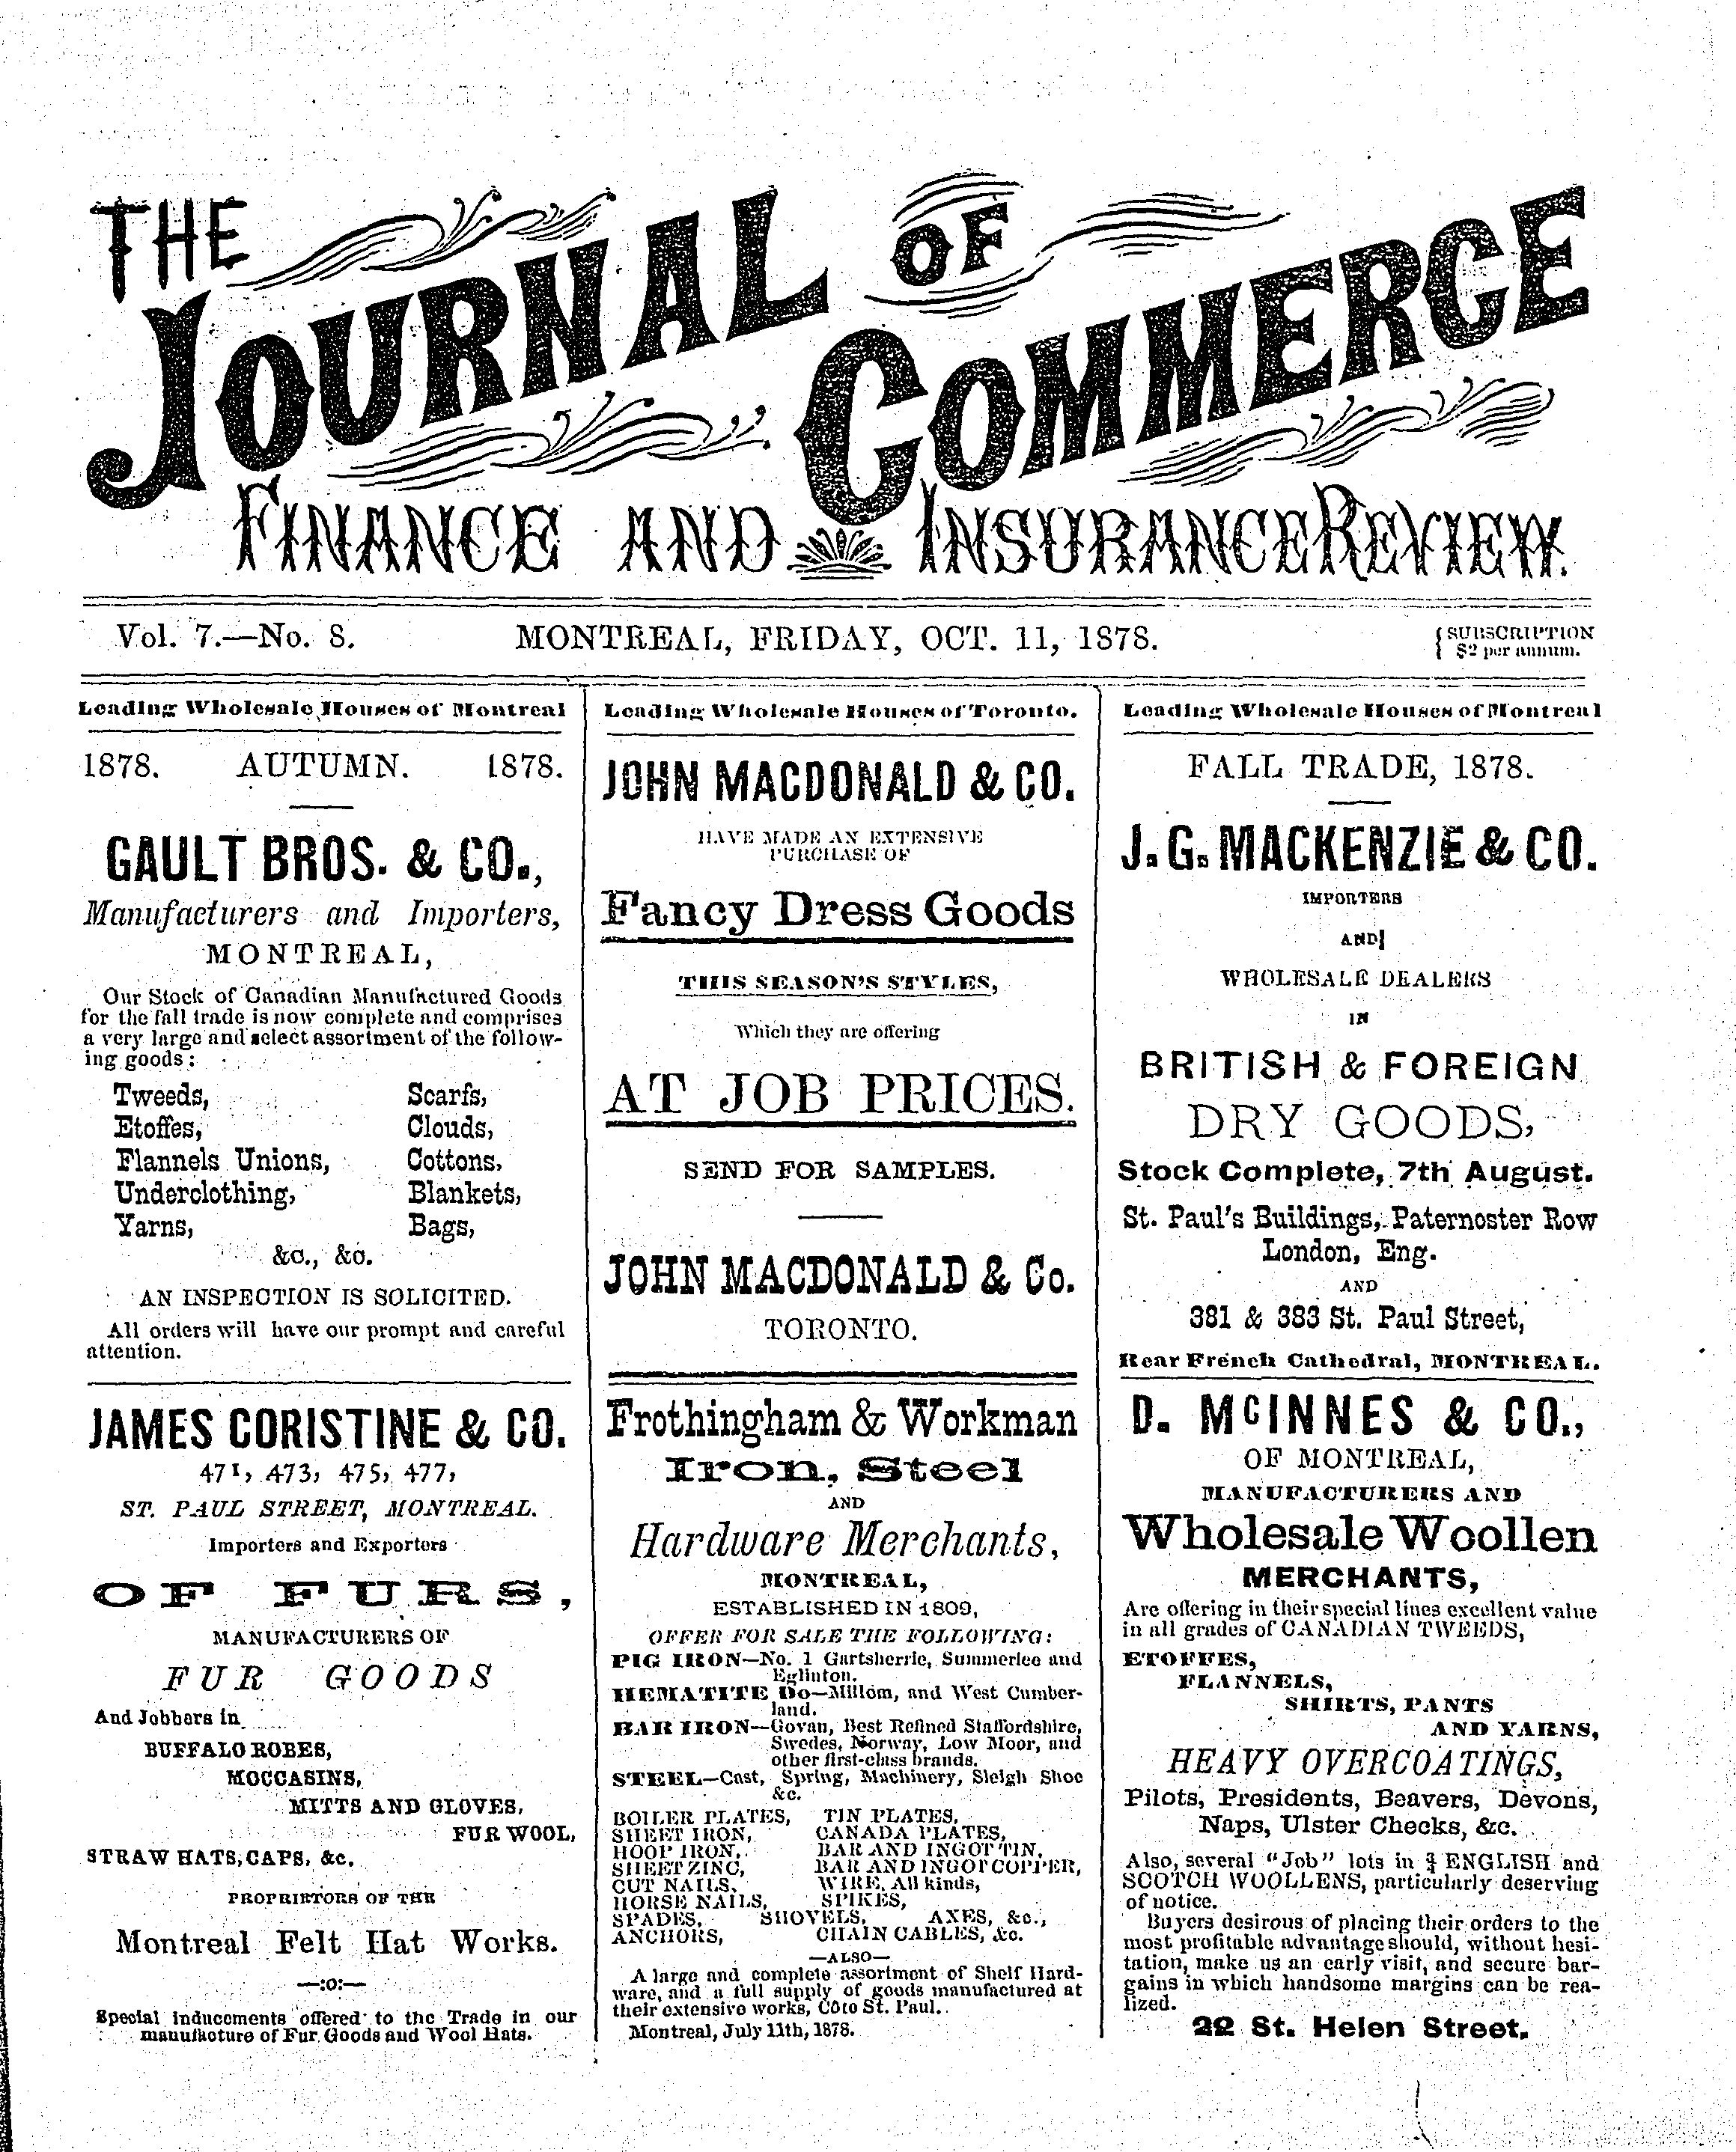 THE
JOURNAL OF
COMMERCE
FINANCE AND INSURANCE REVIEW.
Vol. 7.—No. 8.
MONTREAL, FRIDAY, OCT. 11, 1878.
SUBSCRIPTION
$2 per annum.
Leading Wholesale Houses of Montreal
1878. AUTUMN. 1878.
GAULT BROS. & CO.,
Manufacturers and Importers,
MONTREAL,
Our Stock of Canadian Manufactured Goods
for the fall trade is now complete and comprises
a very large and select assortment of the follow-
ing goods:
Tweeds, Scarfs,
Etoffes, Clouds,
Flannels Unions, Cottons,
Underclothing, Blankets,
Yarns, Bags,
&c., &c.
AN INSPECTION IS SOLICITED.
All orders will have our prompt and careful
attention.
JAMES CORISTINE & CO.
471, 473, 475, 477,
ST. PAUL STREET, MONTREAL.
Importers and Exporters
OF FURS,
MANUFACTURERS OF
FUR GOODS
And Jobbers in
BUFFALO ROBES,
MOCCASINS,
MITTS AND GLOVES,
FUR WOOL,
STRAW HATS, CAPS, &c.
PROPRIETORS OF THE
Montreal Felt Hat Works.
—:o:—
Special inducements offered to the Trade in our
manufacture of Fur Goods and Wool Hats.
Leading Wholesale Houses of Toronto.
JOHN MACDONALD & CO.
HAVE MADE AN EXTENSIVE
PURCHASE OF
Fancy Dress Goods
THIS SEASON'S STYLES,
Which they are offering
AT JOB PRICES.
SEND FOR SAMPLES.
JOHN MACDONALD & Co.
TORONTO.
Frothingham & Workman
Iron, Steel
AND
Hardware Merchants,
MONTREAL,
ESTABLISHED IN 1809,
OFFER FOR SALE THE FOLLOWING:
PIG IRON—No. 1 Gartsherrie, Summerlee and
Eglinton.
HEMATITE Do—Millom, and West Cumber-
land.
BAR IRON—Govan, Best Refined Staffordshire,
Swedes, Norway, Low Moor, and
other first-class brands.
STEEL—Cast, Spring, Machinery, Sleigh Shoe
&c.
BOILER PLATES, TIN PLATES,
SHEET IRON, CANADA PLATES,
HOOP IRON, BAR AND INGOT TIN,
SHEET ZINC, BAR AND INGOT COPPER,
CUT NAILS, WIRE, All kinds,
HORSE NAILS, SPIKES,
SPADES, SHOVELS, AXES, &c.,
ANCHORS, CHAIN CABLES, &c.
—ALSO—
A large and complete assortment of Shelf Hard-
ware, and a full supply of goods manufactured at
their extensive works, Côte St. Paul.
Montreal, July 11th, 1878.
Leading Wholesale Houses of Montreal
FALL TRADE, 1878.
J. G. MACKENZIE & CO.
IMPORTERS
AND
WHOLESALE DEALERS
IN
BRITISH & FOREIGN
DRY GOODS,
Stock Complete, 7th August.
St. Paul's Buildings, Paternoster Row
London, Eng.
AND
381 & 383 St. Paul Street,
Rear French Cathedral, MONTREAL.
D. McINNES & CO.,
OF MONTREAL,
MANUFACTURERS AND
Wholesale Woollen
MERCHANTS,
Are offering in their special lines excellent value
in all grades of CANADIAN TWEEDS,
ETOFFES,
FLANNELS,
SHIRTS, PANTS
AND YARNS,
HEAVY OVERCOATINGS,
Pilots, Presidents, Beavers, Devons,
Naps, Ulster Checks, &c.
Also, several "Job" lots in ¾ ENGLISH and
SCOTCH WOOLLENS, particularly deserving
of notice.
Buyers desirous of placing their orders to the
most profitable advantage should, without hesi-
tation, make us an early visit, and secure bar-
gains in which handsome margins can be rea-
lized.
22 St. Helen Street.